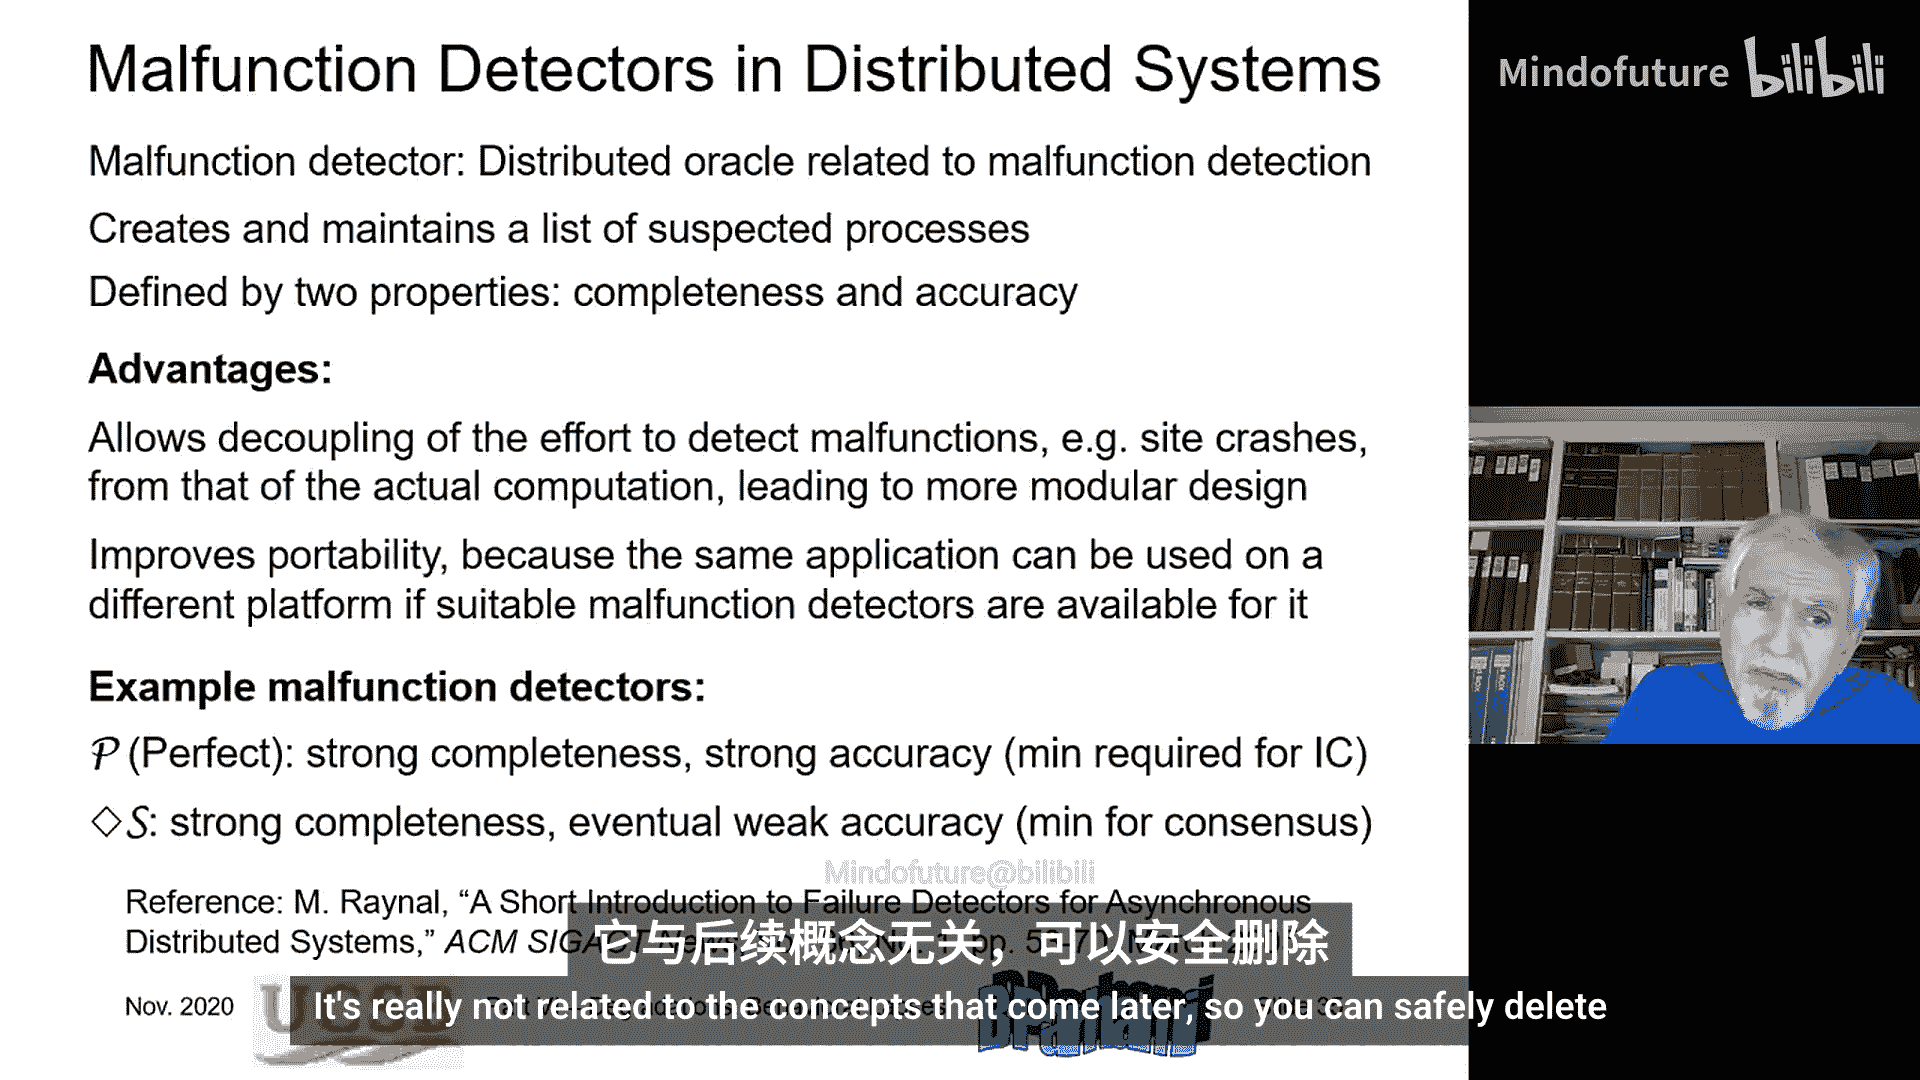 Malfunction Detectors in Distributed Systems
Malfunction detector: Distributed oracle related to malfunction detection
Creates and maintains a list of suspected processes
Defined by two properties: completeness and accuracy
Advantages:
Allows decoupling of the effort to detect malfunctions, e.g. site crashes,
from that of the actual computation, leading to more modular design
Improves portability, because the same application can be used on a
different platform if suitable malfunction detectors are available for it
Example malfunction detectors:
𝒫 (Perfect): strong completeness, strong accuracy (min required for IC)
◇𝒮: strong completeness, eventual weak accuracy (min for consensus)
Mindofuture@bilibili
Reference: M. Raynal, “A Short Introduction to Failure Detectors for Asynchronous
Distributed Systems,” ACM SIGACT News
它与后续概念无关，可以安全删除
Nov. 2020
UCSB
B. Parhami
It's really not related to the concepts that come later, so you can safely delete
Mindofuture bilibili